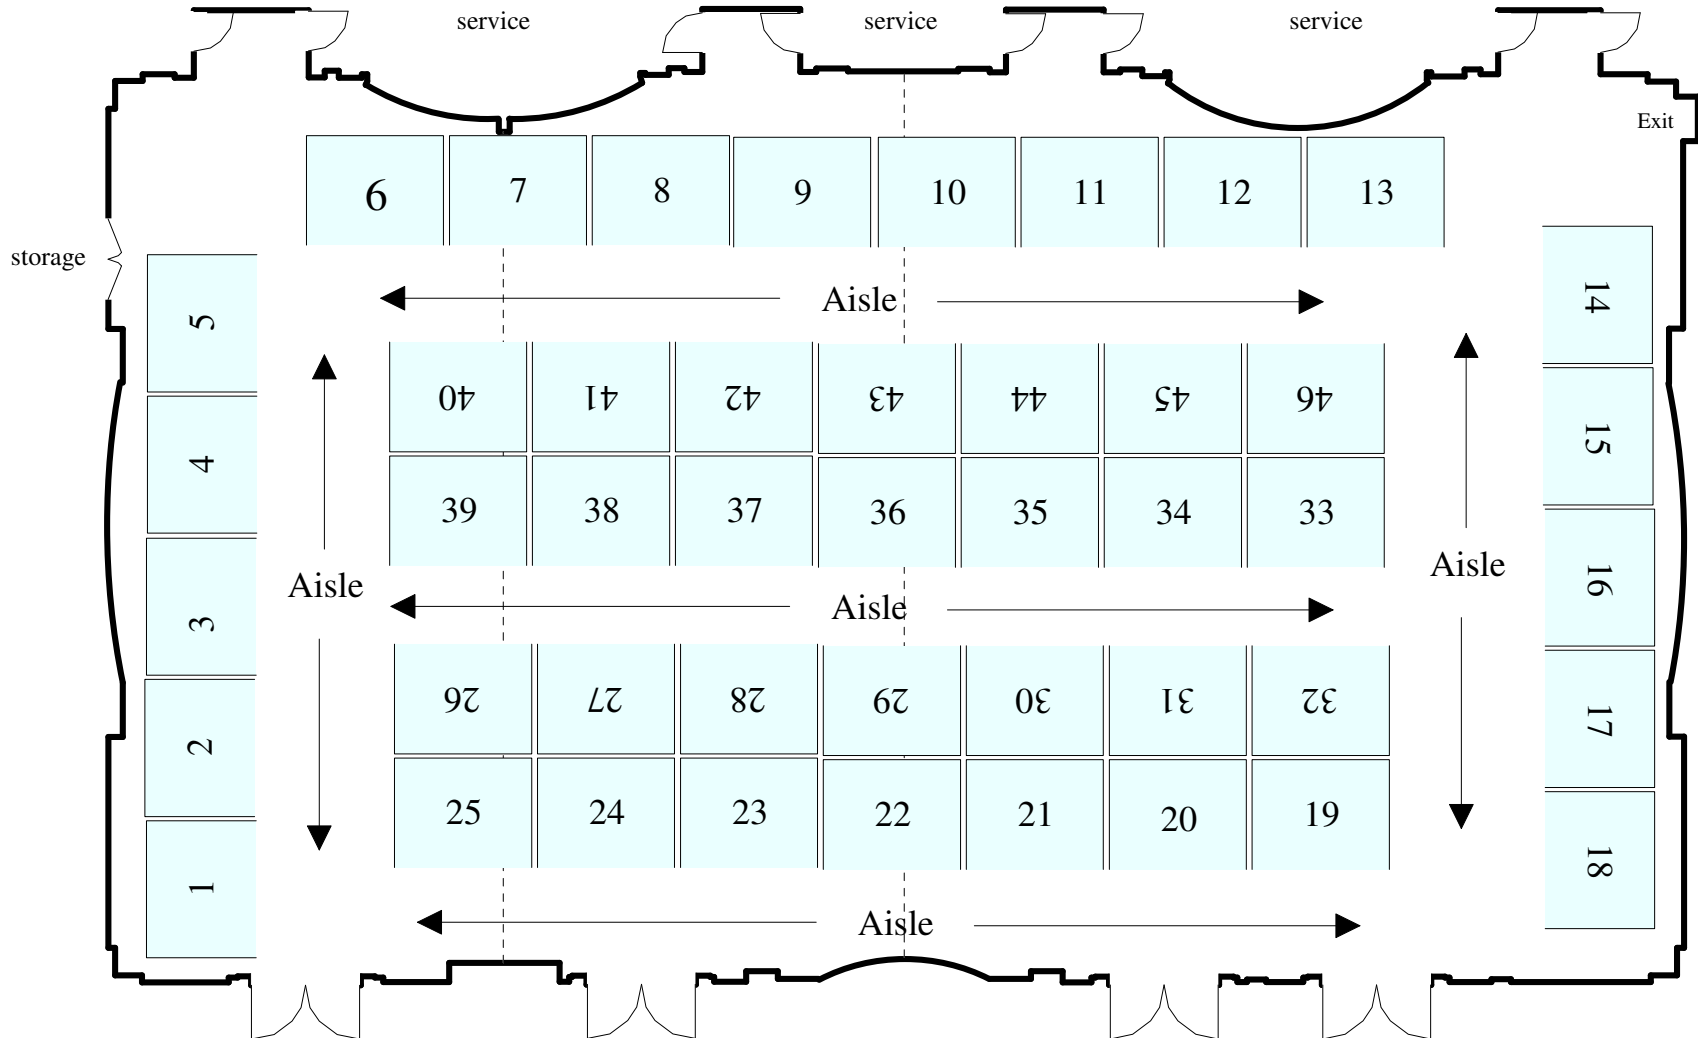 service service service
Exit
6 7 8 9 10 11 12 13
storage
5 14
Aisle
40 41 42 43 44 45 46
4 15
39 38 37 36 35 34 33
Aisle Aisle
3 Aisle 16
26 27 28 29 30 31 32
2 17
25 24 23 22 21 20 19
1 18
Aisle